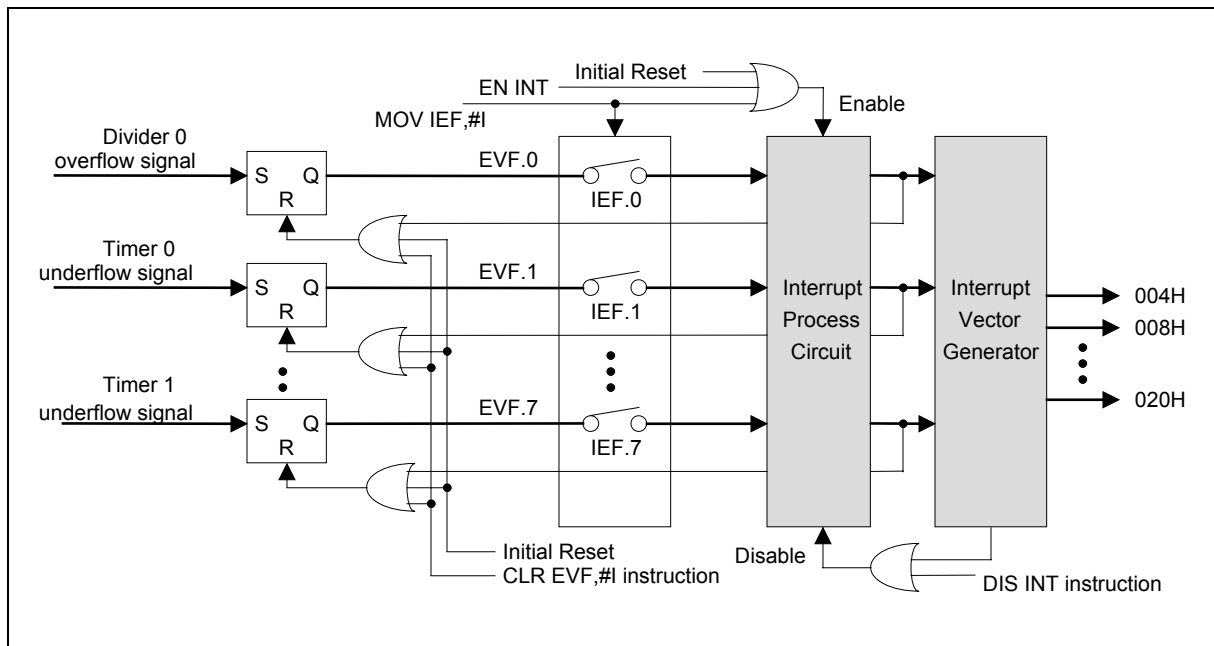 Initial Reset
EN INT
MOV IEF,#I
Enable
Divider 0
overflow signal
S Q
R
EVF.0
IEF.0
Timer 0
underflow signal
S Q
R
EVF.1
IEF.1
Interrupt
Process
Circuit
Interrupt
Vector
Generator
004H
008H
020H
Timer 1
underflow signal
S Q
R
EVF.7
IEF.7
Initial Reset
CLR EVF,#I instruction
Disable
DIS INT instruction